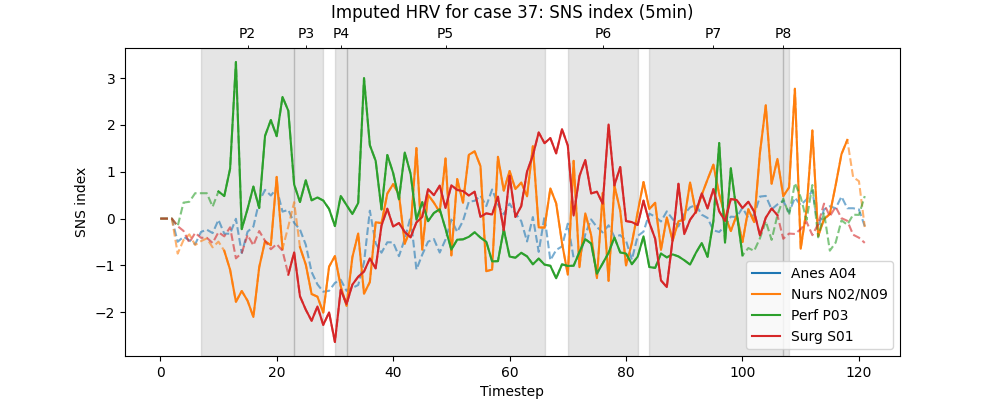 Imputed HRV for case 37: SNS index (5min)
P2 P3 P4 P5 P6 P7 P8
SNS index
3
2
1
0
−1
−2
Anes A04
Nurs N02/N09
Perf P03
Surg S01
0 20 40 60 80 100 120
Timestep